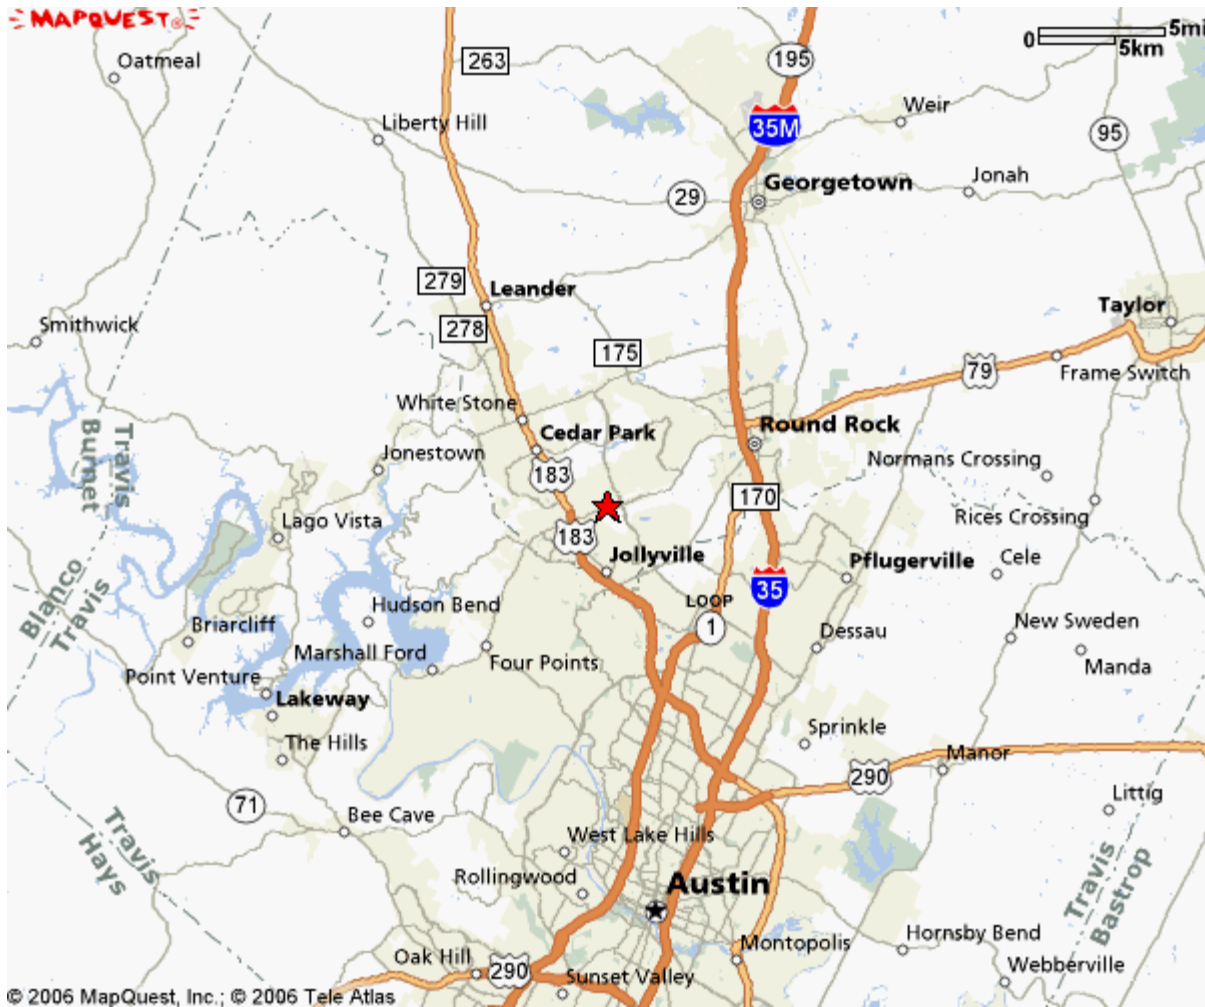 MAPQUEST®
0
5mi
5km
Oatmeal
263
195
Weir
95
Liberty Hill
35M
Georgetown
Jonah
29
279
Leander
278
Taylor
Smithwick
175
79
Frame Switch
White Stone
Cedar Park
Round Rock
Jonestown
183
Normans Crossing
170
Rices Crossing
Travis
Burnet
Lago Vista
183
Jollyville
Pflugerville
Cele
35
LOOP
1
Hudson Bend
Briarcliff
Blanco
Travis
Marshall Ford
Four Points
Dessau
New Sweden
Manda
Point Venture
Lakeway
The Hills
Sprinkle
Manor
290
71
Bee Cave
Littig
West Lake Hills
Travis
Hays
Rollingwood
Austin
Travis
Bastrop
Oak Hill
290
Sunset Valley
Montopolis
Hornsby Bend
Webberville
© 2006 MapQuest, Inc.; © 2006 Tele Atlas